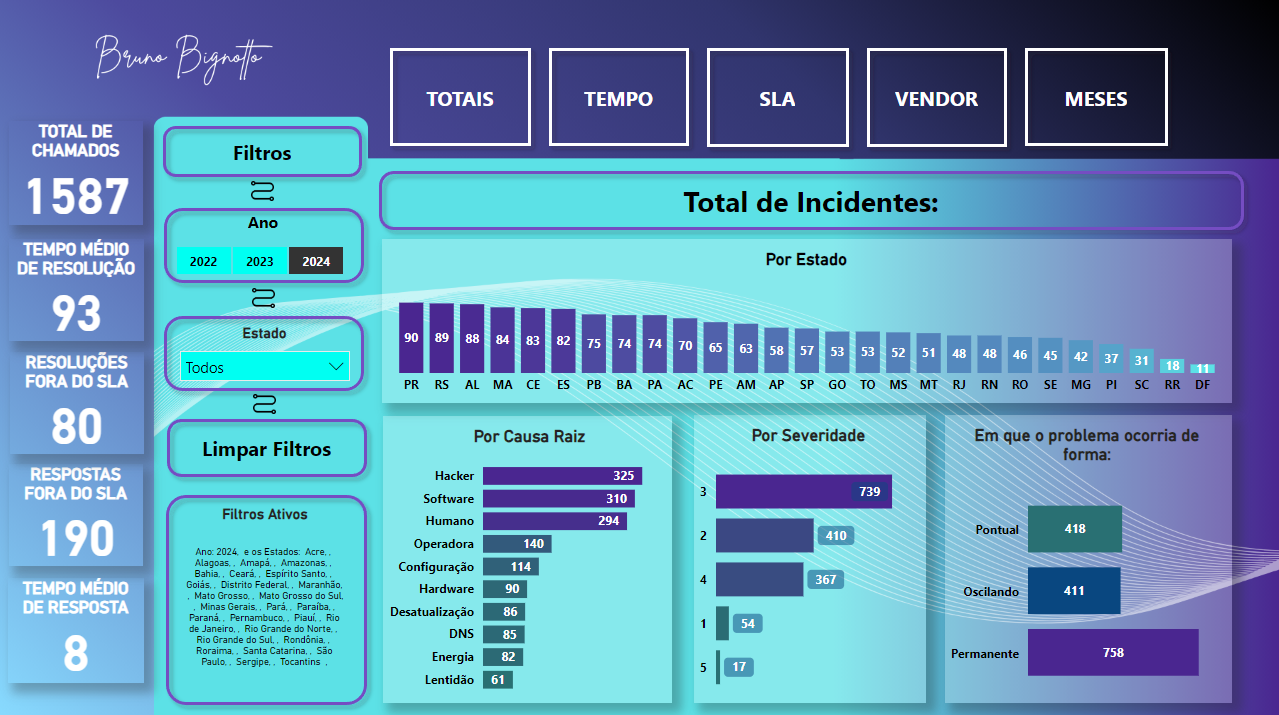 Bruno Bignotto
TOTAIS
TEMPO
SLA
VENDOR
MESES
TOTAL DE
CHAMADOS
1587
TEMPO MÉDIO
DE RESOLUÇÃO
93
RESOLUÇÕES
FORA DO SLA
80
RESPOSTAS
FORA DO SLA
190
TEMPO MÉDIO
DE RESPOSTA
8
Filtros
Ano
2022 2023 2024
Estado
Todos
Limpar Filtros
Filtros Ativos
Ano: 2024, e os Estados: Acre, ,
Alagoas, , Amapá, , Amazonas, ,
Bahia, , Ceará, , Espírito Santo, ,
Goiás, , Distrito Federal, , Maranhão,
, Mato Grosso, , Mato Grosso do Sul,
, Minas Gerais, , Pará, , Paraíba, ,
Paraná, , Pernambuco, , Piauí, , Rio
de Janeiro, , Rio Grande do Norte, ,
Rio Grande do Sul, , Rondônia, ,
Roraima, , Santa Catarina, , São
Paulo, , Sergipe, , Tocantins ,
Total de Incidentes:
Por Estado
90 89 88 84 83 82 75 74 74 70 65 63 58 57 53 53 52 51 48 48 46 45 42 37 31 18 11
PR RS AL MA CE ES PB BA PA AC PE AM AP SP GO TO MS MT RJ RN RO SE MG PI SC RR DF
Por Causa Raiz
Hacker 325
Software 310
Humano 294
Operadora 140
Configuração 114
Hardware 90
Desatualização 86
DNS 85
Energia 82
Lentidão 61
Por Severidade
3 739
2 410
4 367
1 54
5 17
Em que o problema ocorria de
forma:
Pontual 418
Oscilando 411
Permanente 758